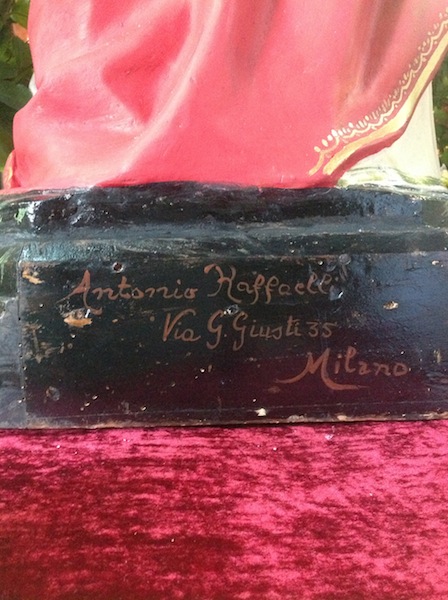 Antonio Raffaelli
Via G. Giusti 35
Milano